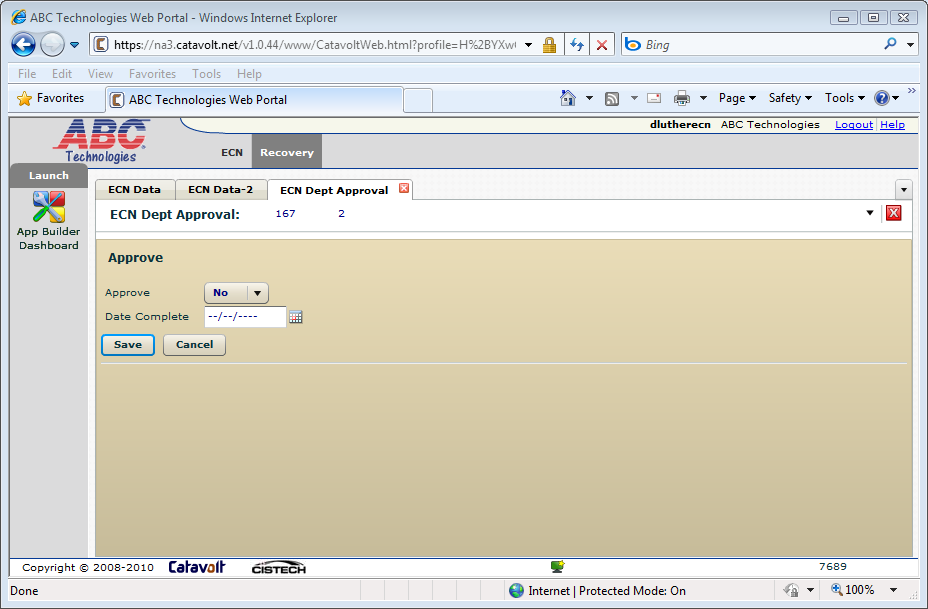 ABC Technologies Web Portal - Windows Internet Explorer
https://na3.catavolt.net/v1.0.44/www/CatavoltWeb.html?profile=H%2BYXw
Bing
File Edit View Favorites Tools Help
Favorites ABC Technologies Web Portal Page Safety Tools
dlutherecn ABC Technologies Logout Help
ABC
Technologies
ECN Recovery
Launch
App Builder
Dashboard
ECN Data ECN Data-2 ECN Dept Approval
ECN Dept Approval: 167 2
Approve
Approve No
Date Complete --/--/----
Save Cancel
Copyright © 2008-2010 Catavolt CISTECH 7689
Done Internet | Protected Mode: On 100%